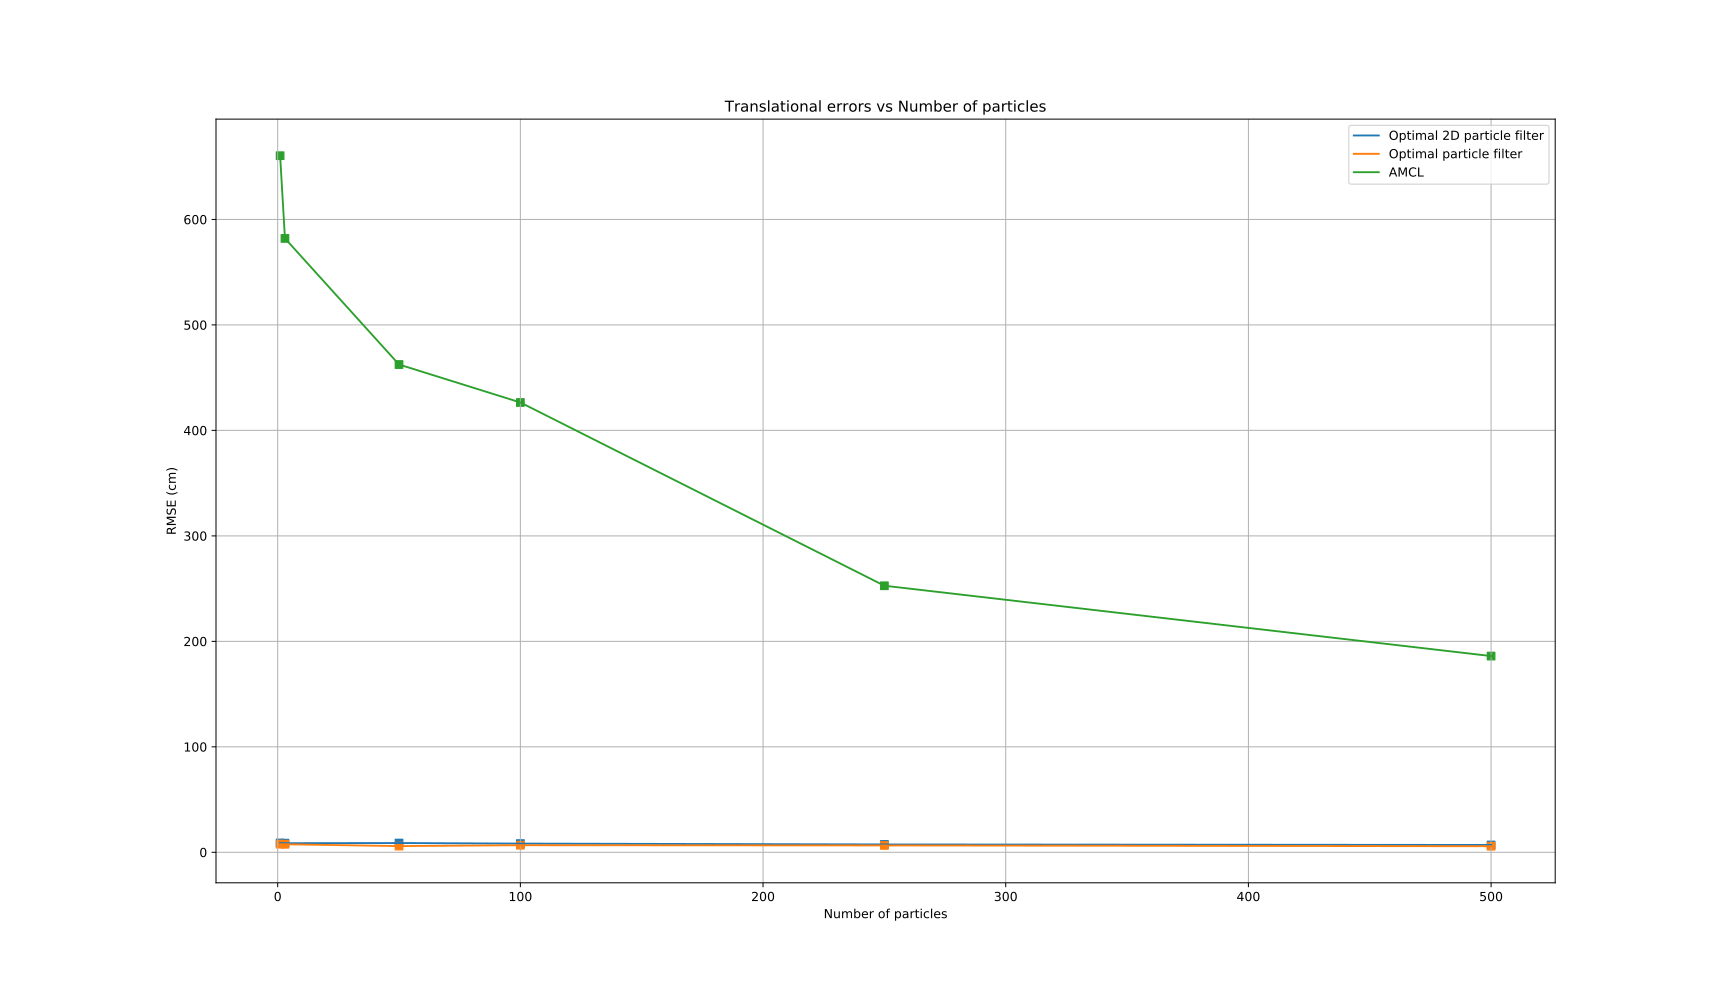 Translational errors vs Number of particles
Optimal 2D particle filter
Optimal particle filter
AMCL
600
500
400
300
200
100
0
RMSE (cm)
0 100 200 300 400 500
Number of particles